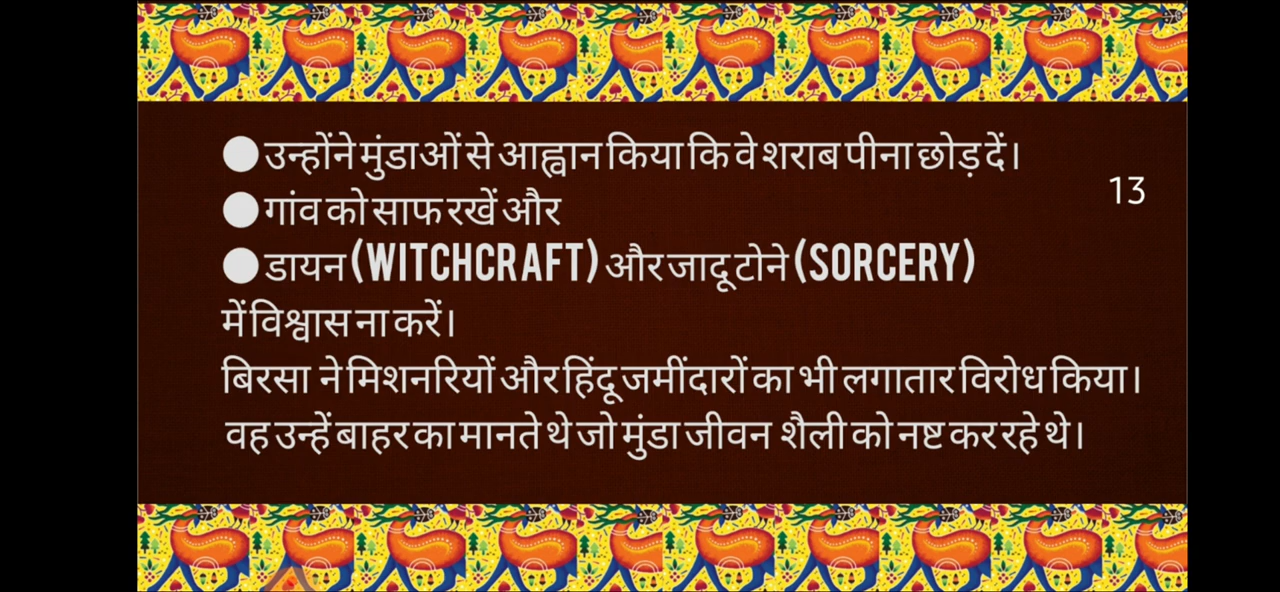 ● उन्होंने मुंडाओं से आह्वान किया कि वे शराब पीना छोड़ दें।
13
● गांव को साफ रखें और
● डायन (WITCHCRAFT) और जादू टोने (SORCERY)
में विश्वास ना करें।
बिरसा ने मिशनरियों और हिंदू जमींदारों का भी लगातार विरोध किया।
वह उन्हें बाहर का मानते थे जो मुंडा जीवन शैली को नष्ट कर रहे थे।